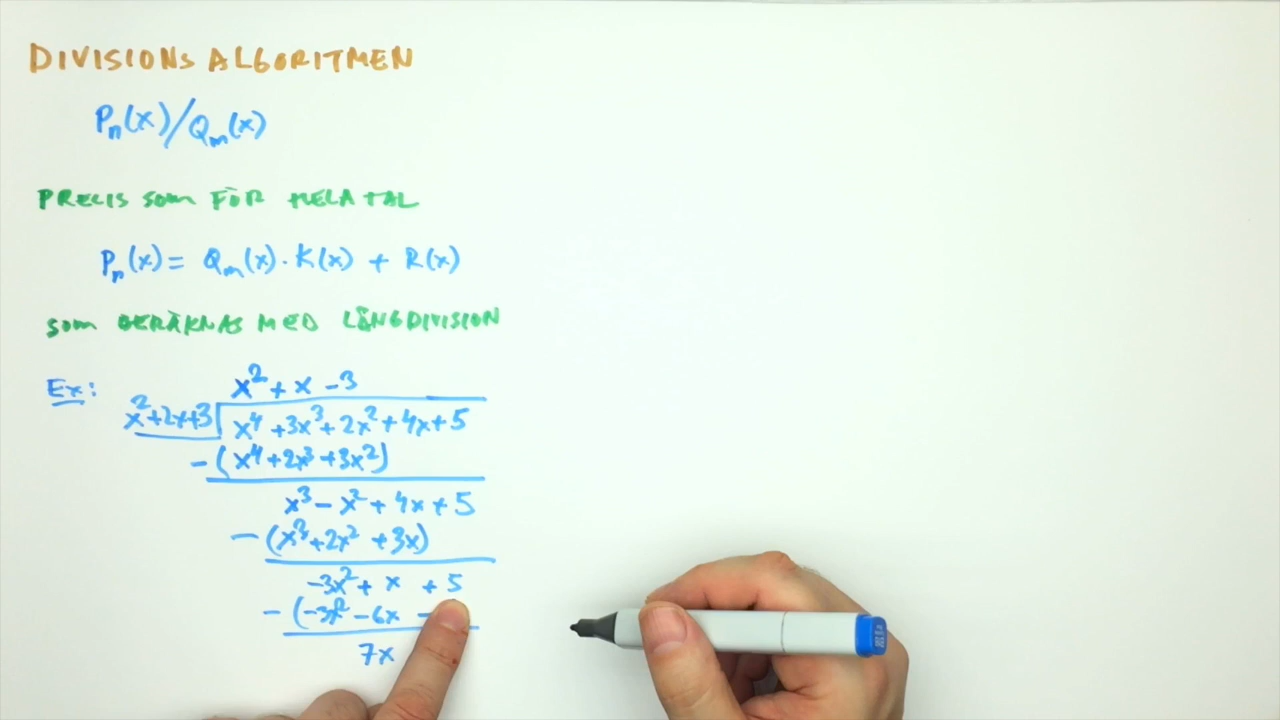 DIVISIONSALGORITMEN
Pₙ(x)/Qₘ(x)
PRECIS SOM FÖR HELA TAL
Pₙ(x) = Qₘ(x)·K(x) + R(x)
SOM BERÄKNAS MED LÅNGDIVISION
Ex: x² + x - 3
x²+2x+3 x⁴ + 3x³ + 2x² + 4x + 5
-(x⁴+2x³+3x²)
x³ - x² + 4x + 5
-(x³+2x² +3x)
-3x² + x + 5
-(-3x² - 6x -
7x